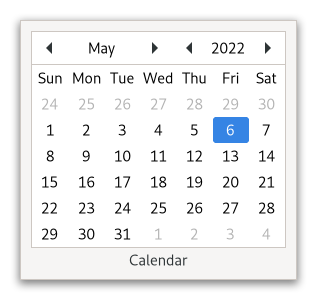 May 2022
Sun Mon Tue Wed Thu Fri Sat
24 25 26 27 28 29 30
1 2 3 4 5 6 7
8 9 10 11 12 13 14
15 16 17 18 19 20 21
22 23 24 25 26 27 28
29 30 31 1 2 3 4
Calendar